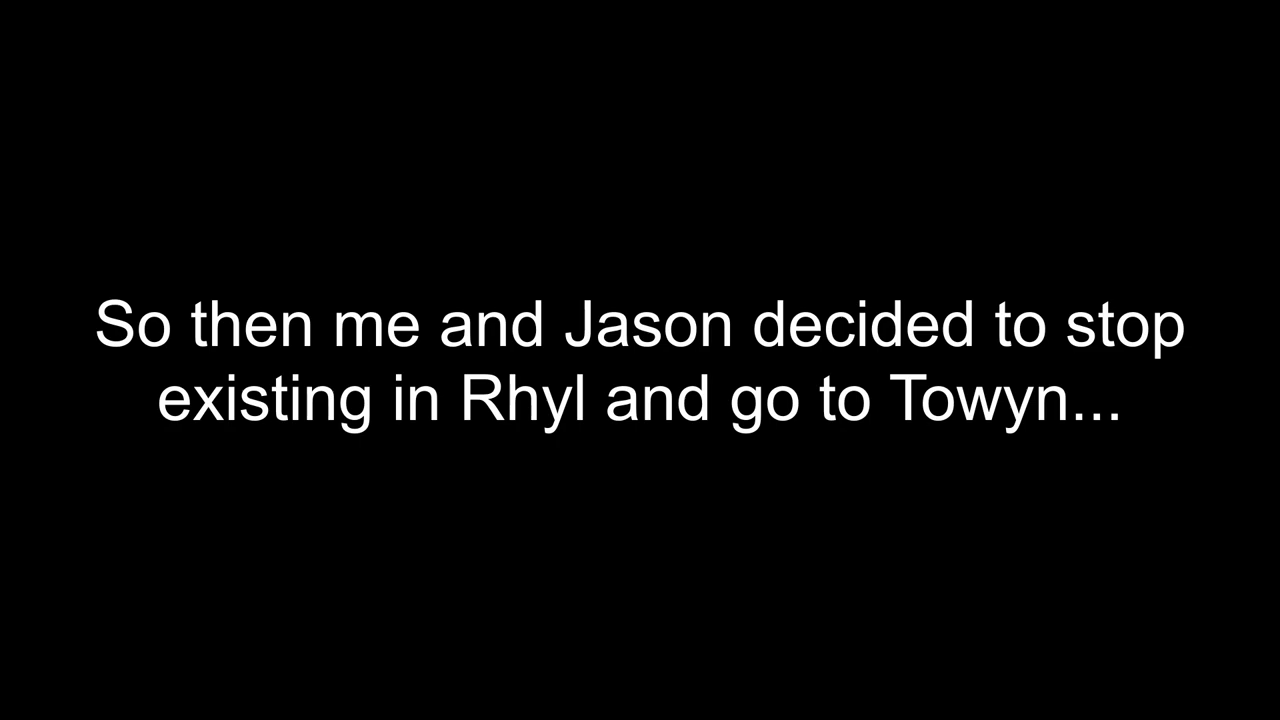 So then me and Jason decided to stop
existing in Rhyl and go to Towyn...